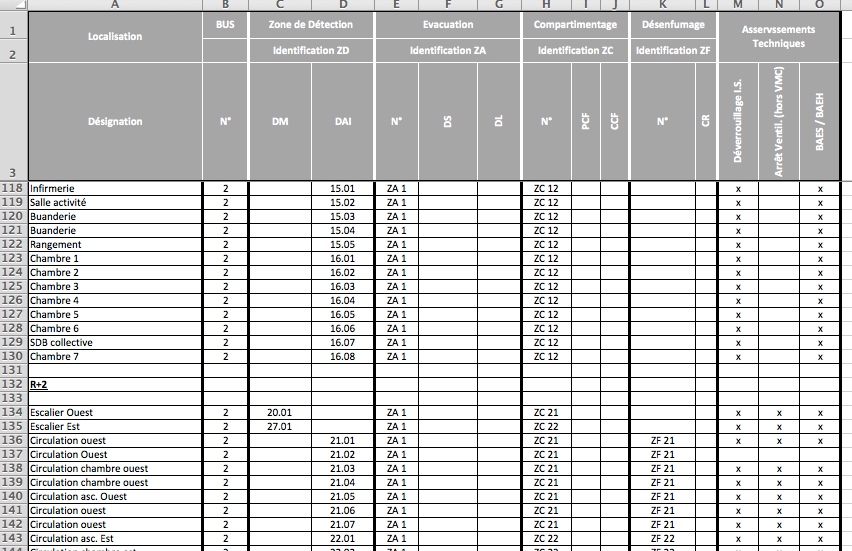 A B C D E F G H I J K L M N O
1 Localisation BUS Zone de Détection Evacuation Compartimentage Désenfumage Asservssements Techniques
2 Identification ZD Identification ZA Identification ZC Identification ZF
3 Désignation N° DM DAI N° DS DL N° PCF CCF N° CR Déverrouillage I.S. Arrêt Ventil. (hors VMC) BAES / BAEH
118 Infirmerie 2 15.01 ZA 1 ZC 12 x x
119 Salle activité 2 15.02 ZA 1 ZC 12 x x
120 Buanderie 2 15.03 ZA 1 ZC 12 x x
121 Buanderie 2 15.04 ZA 1 ZC 12 x x
122 Rangement 2 15.05 ZA 1 ZC 12 x x
123 Chambre 1 2 16.01 ZA 1 ZC 12 x x
124 Chambre 2 2 16.02 ZA 1 ZC 12 x x
125 Chambre 3 2 16.03 ZA 1 ZC 12 x x
126 Chambre 4 2 16.04 ZA 1 ZC 12 x x
127 Chambre 5 2 16.05 ZA 1 ZC 12 x x
128 Chambre 6 2 16.06 ZA 1 ZC 12 x x
129 SDB collective 2 16.07 ZA 1 ZC 12 x x
130 Chambre 7 2 16.08 ZA 1 ZC 12 x x
131
132 R+2
133
134 Escalier Ouest 2 20.01 ZA 1 ZC 21 x x x
135 Escalier Est 2 27.01 ZA 1 ZC 22 x x x
136 Circulation ouest 2 21.01 ZA 1 ZC 21 ZF 21 x x x
137 Circulation Ouest 2 21.02 ZA 1 ZC 21 ZF 21
138 Circulation chambre ouest 2 21.03 ZA 1 ZC 21 ZF 21 x x x
139 Circulation chambre ouest 2 21.04 ZA 1 ZC 21 ZF 21 x x x
140 Circulation asc. Ouest 2 21.05 ZA 1 ZC 21 ZF 21 x x x
141 Circulation ouest 2 21.06 ZA 1 ZC 21 ZF 21 x x x
142 Circulation ouest 2 21.07 ZA 1 ZC 21 ZF 21 x x x
143 Circulation asc. Est 2 22.01 ZA 1 ZC 22 ZF 22 x x x